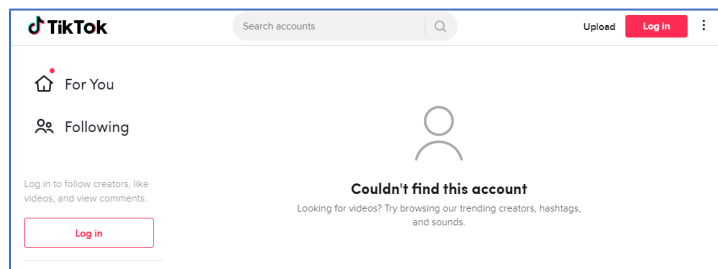 TikTok
Search accounts
Upload
Log in
For You
Following
Log in to follow creators, like
videos, and view comments.
Log in
Couldn't find this account
Looking for videos? Try browsing our trending creators, hashtags,
and sounds.